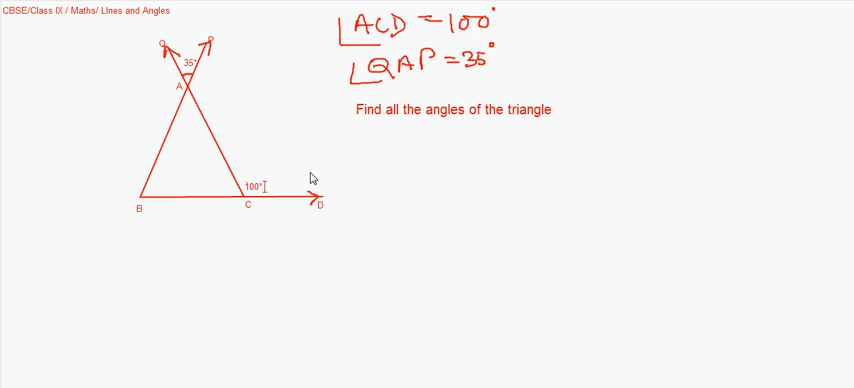 CBSE/Class IX / Maths/ LInes and Angles
∠ACD = 100°
∠QAP = 35°
Find all the angles of the triangle
Q P
35°
A
100°
B C D